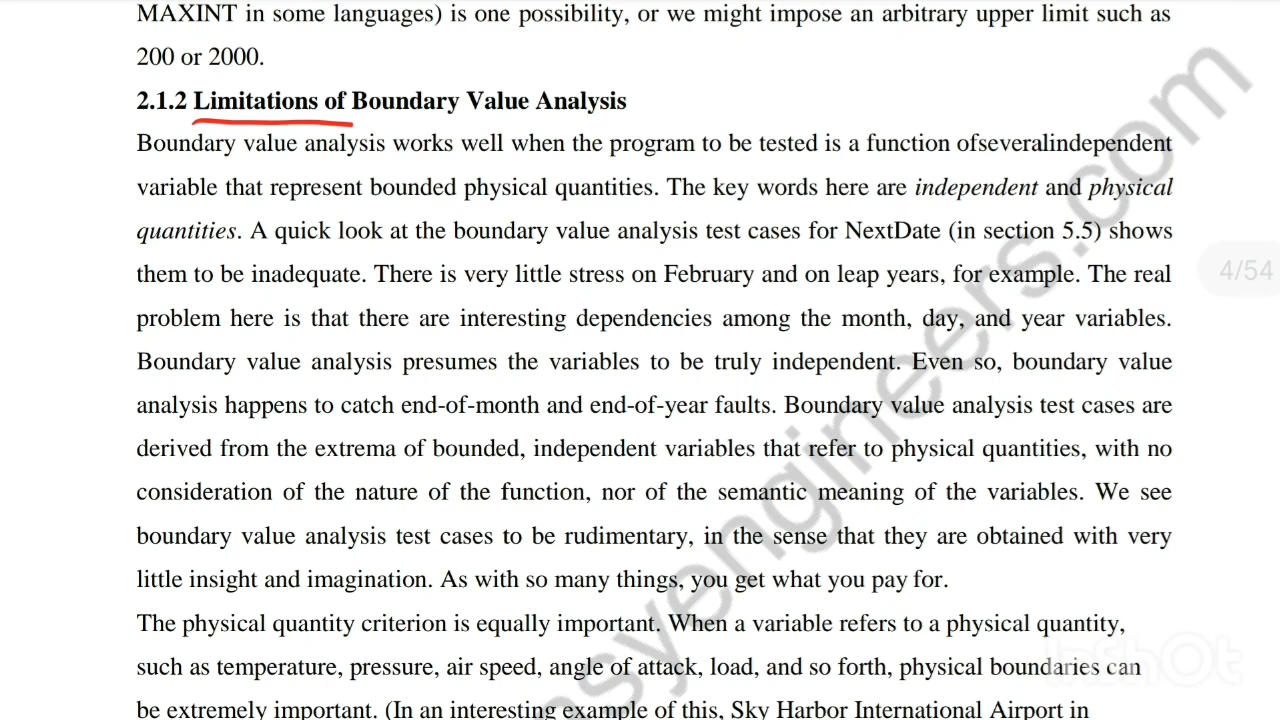 MAXINT in some languages) is one possibility, or we might impose an arbitrary upper limit such as
200 or 2000.
2.1.2 Limitations of Boundary Value Analysis
Boundary value analysis works well when the program to be tested is a function ofseveralindependent
variable that represent bounded physical quantities. The key words here are independent and physical
quantities. A quick look at the boundary value analysis test cases for NextDate (in section 5.5) shows
them to be inadequate. There is very little stress on February and on leap years, for example. The real
4/54
problem here is that there are interesting dependencies among the month, day, and year variables.
Boundary value analysis presumes the variables to be truly independent. Even so, boundary value
analysis happens to catch end-of-month and end-of-year faults. Boundary value analysis test cases are
derived from the extrema of bounded, independent variables that refer to physical quantities, with no
consideration of the nature of the function, nor of the semantic meaning of the variables. We see
boundary value analysis test cases to be rudimentary, in the sense that they are obtained with very
little insight and imagination. As with so many things, you get what you pay for.
The physical quantity criterion is equally important. When a variable refers to a physical quantity,
such as temperature, pressure, air speed, angle of attack, load, and so forth, physical boundaries can
be extremely important. (In an interesting example of this, Sky Harbor International Airport in
nsyengineers.com
InShOt